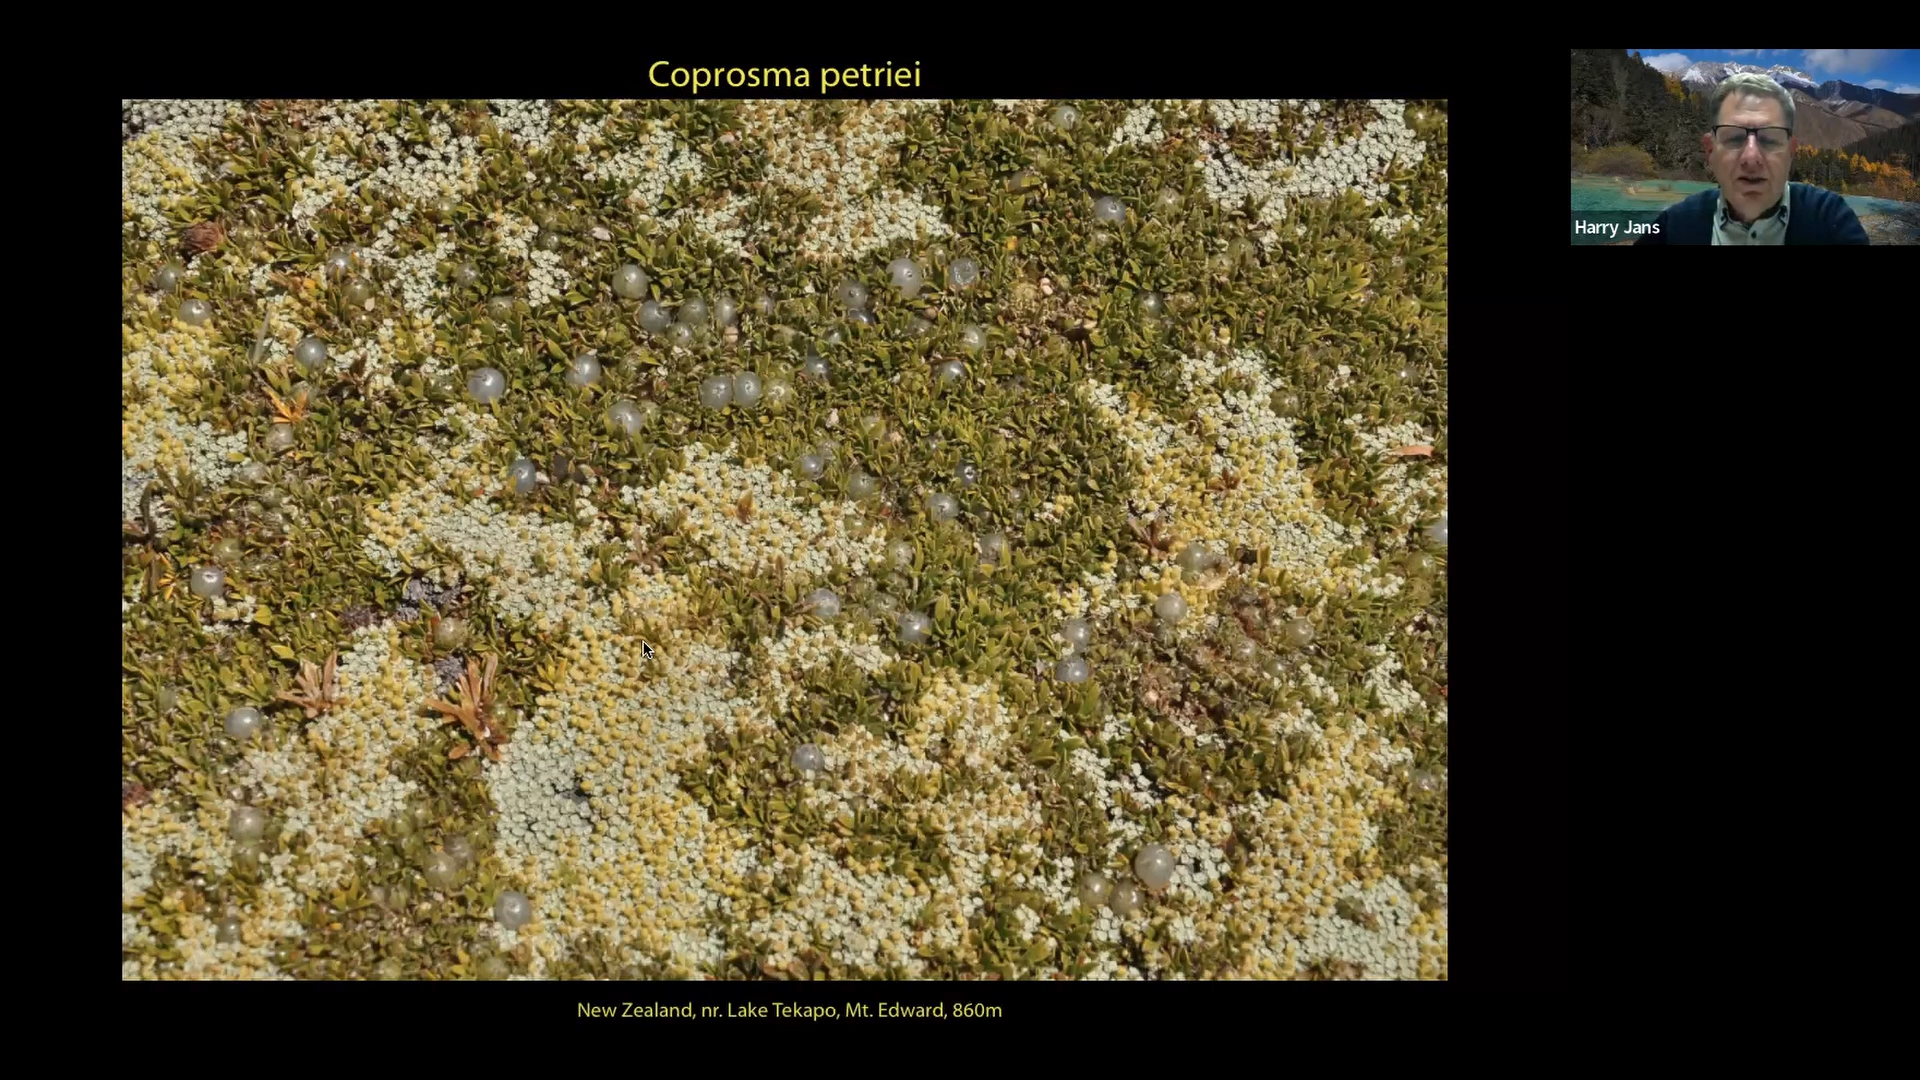 Coprosma petriei
Harry Jans
New Zealand, nr. Lake Tekapo, Mt. Edward, 860m